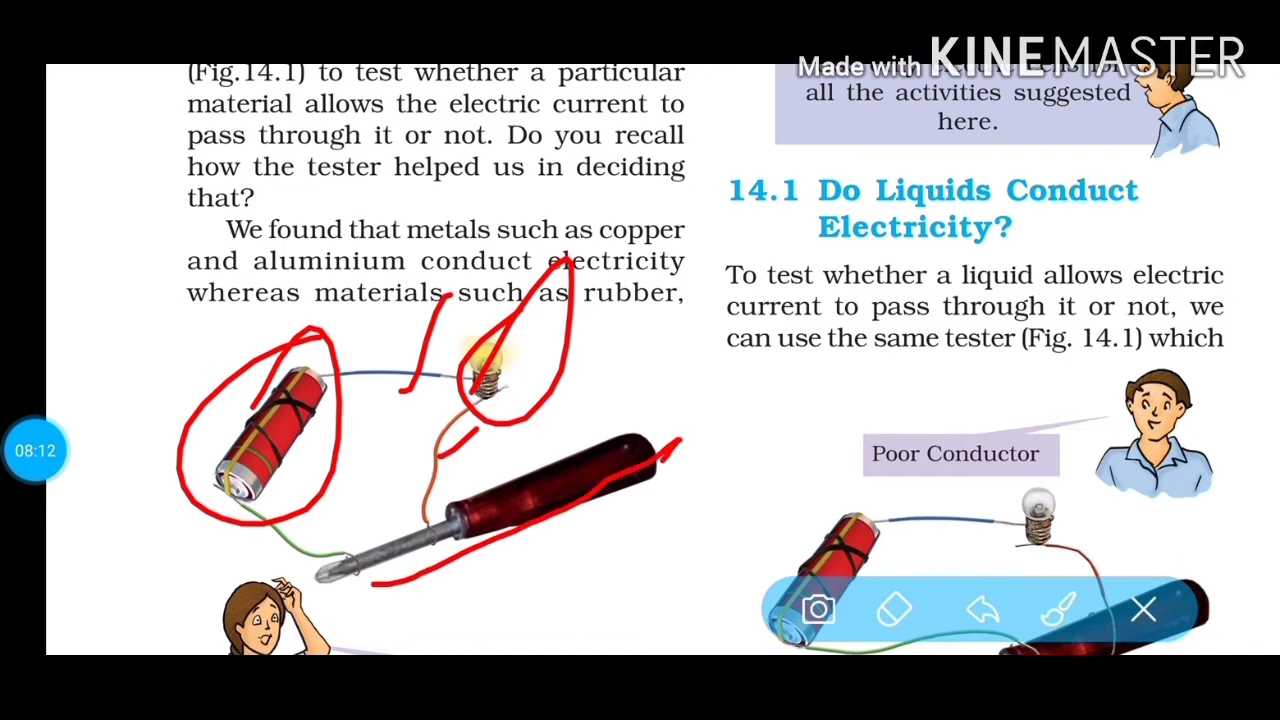 Made with KINEMASTER
(Fig.14.1) to test whether a particular
material allows the electric current to
pass through it or not. Do you recall
how the tester helped us in deciding
that?
We found that metals such as copper
and aluminium conduct electricity
whereas materials such as rubber,
08:12
all the activities suggested
here.
14.1 Do Liquids Conduct
Electricity?
To test whether a liquid allows electric
current to pass through it or not, we
can use the same tester (Fig. 14.1) which
Poor Conductor